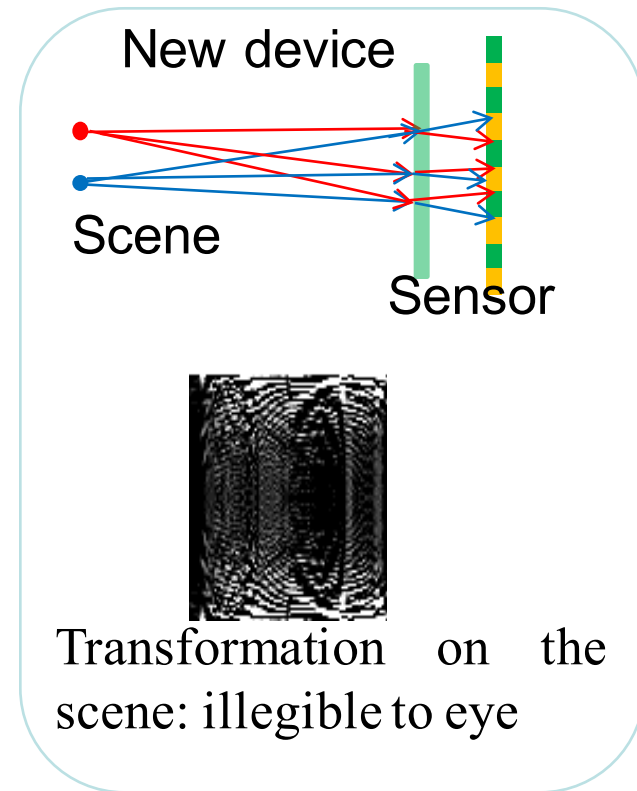 New device
Scene
Sensor
Transformation on the
scene: illegible to eye